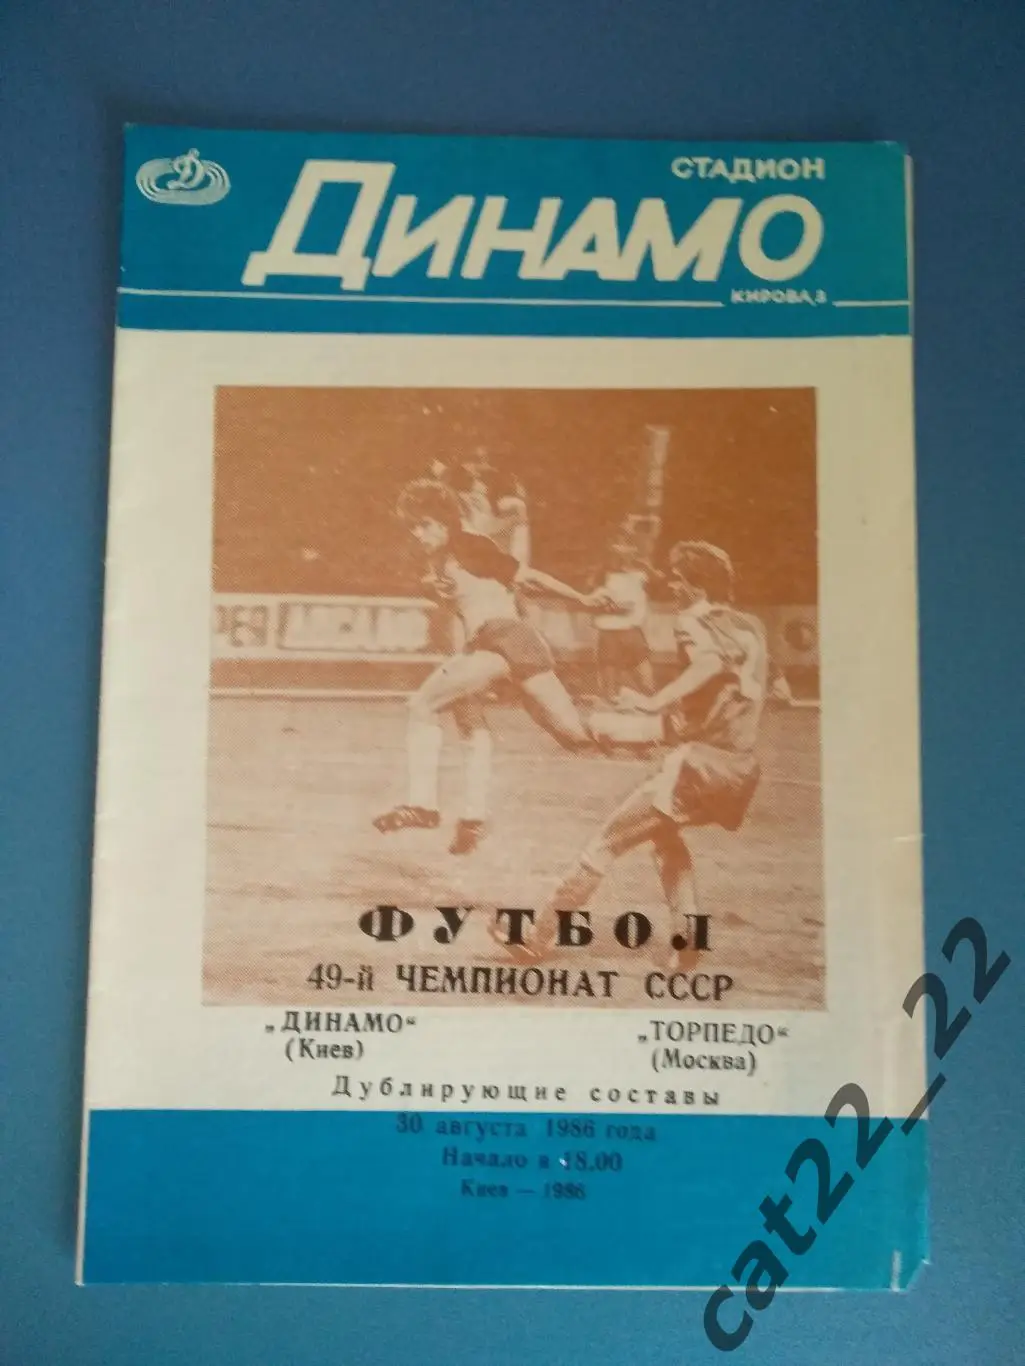 СТАДИОН
ДИНАМО
КИРОВА, 3
ФУТБОЛ
49-й ЧЕМПИОНАТ СССР
„ДИНАМО“ „ТОРПЕДО“
(Киев) (Москва)
Дублирующие составы
30 августа 1986 года
Начало в 18.00
Киев — 1986
cat22_22